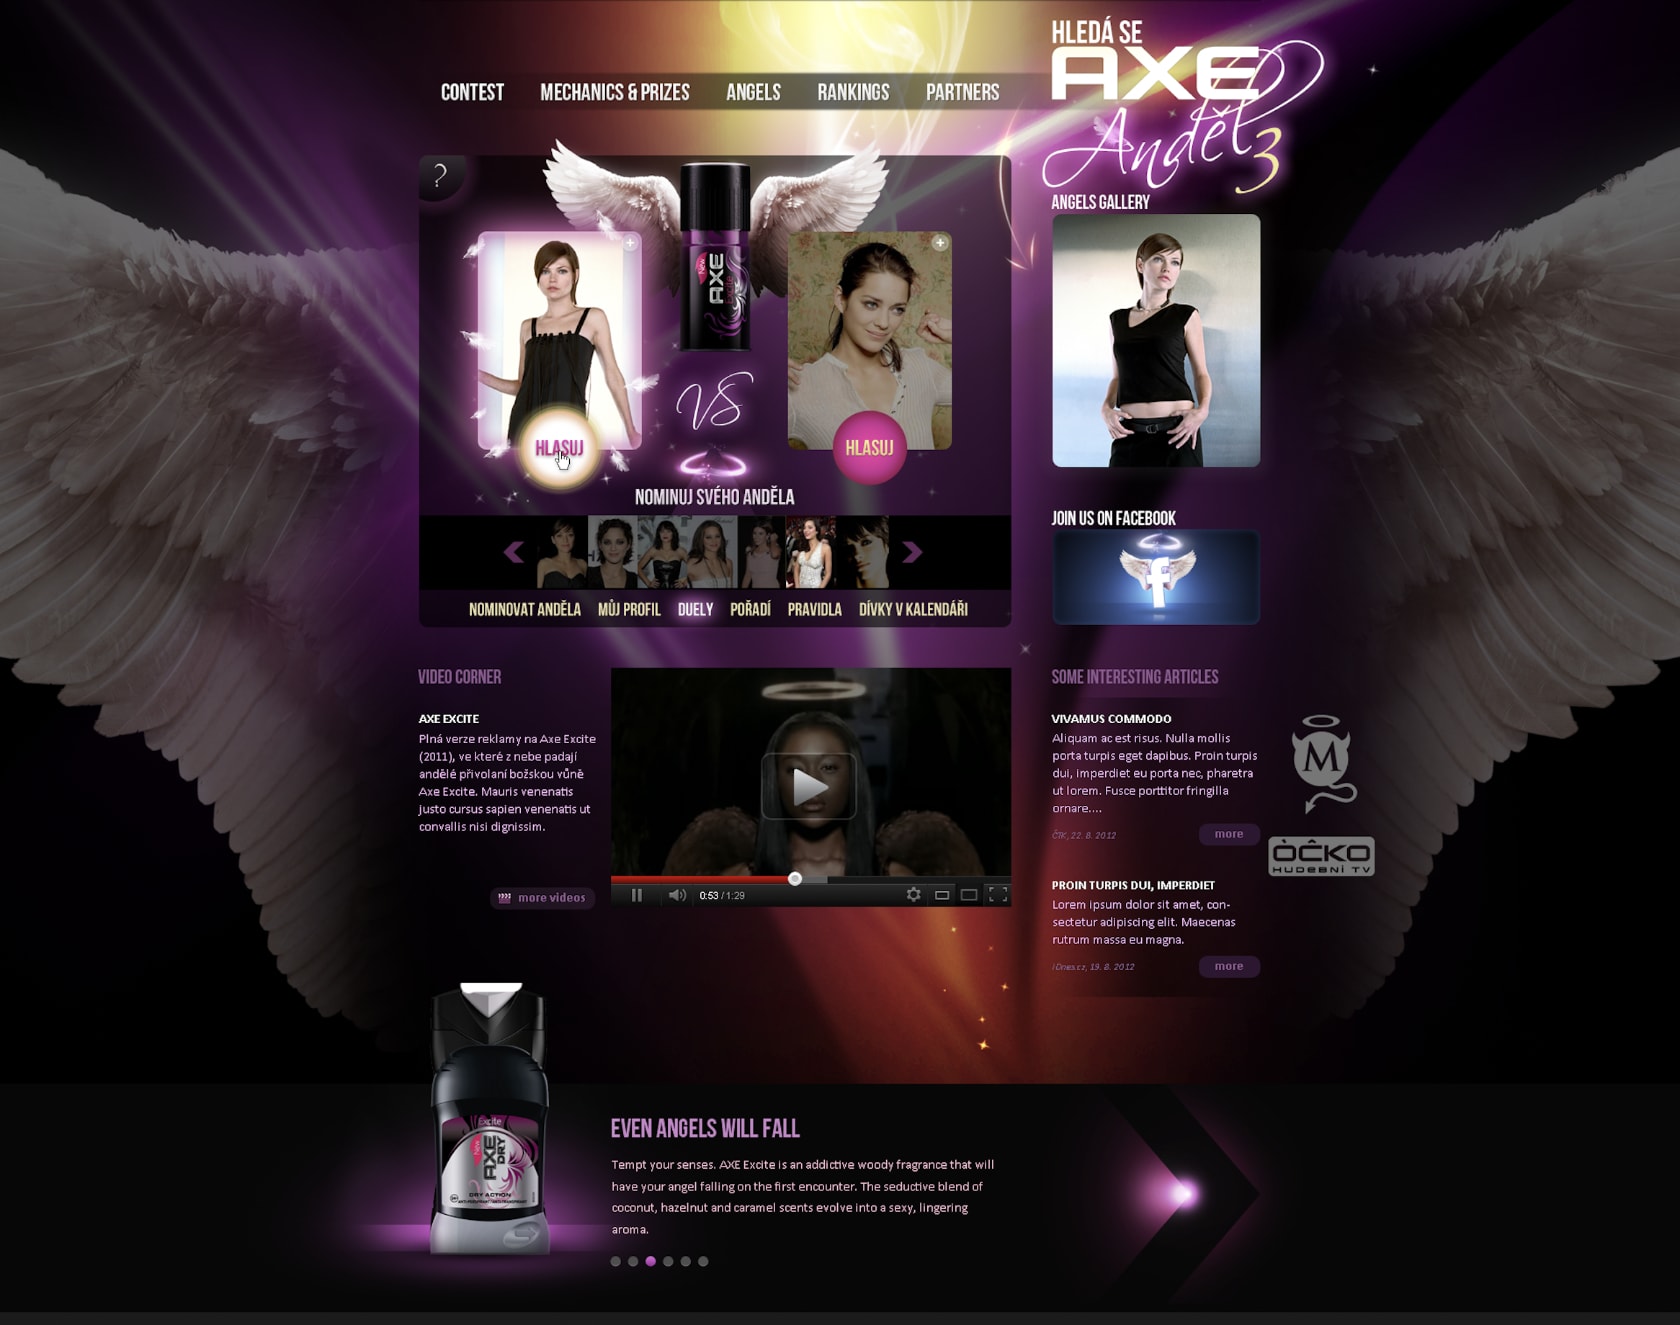 HLEDÁ SE
AXE
Anděl 3
CONTEST
MECHANICS & PRIZES
ANGELS
RANKINGS
PARTNERS
?
AXE
Excite
New
VS
HLASUJ
HLASUJ
NOMINUJ SVÉHO ANDĚLA
NOMINOVAT ANDĚLA
MŮJ PROFIL
DUELY
POŘADÍ
PRAVIDLA
DÍVKY V KALENDÁŘI
ANGELS GALLERY
JOIN US ON FACEBOOK
f
VIDEO CORNER
AXE EXCITE
Plná verze reklamy na Axe Excite
(2011), ve které z nebe padají
andělé přivolaní božskou vůně
Axe Excite. Mauris venenatis
justo cursus sapien venenatis ut
convallis nisi dignissim.
more videos
0:53 / 1:29
SOME INTERESTING ARTICLES
VIVAMUS COMMODO
Aliquam ac est risus. Nulla mollis
porta turpis eget dapibus. Proin turpis
dui, imperdiet eu porta nec, pharetra
ut lorem. Fusce porttitor fringilla
ornare....
ČTK, 22. 8. 2012
more
PROIN TURPIS DUI, IMPERDIET
Lorem ipsum dolor sit amet, con-
sectetur adipiscing elit. Maecenas
rutrum massa eu magna.
iDnes.cz, 19. 8. 2012
more
M
ÓČKO
HUDEBNÍ TV
Excite
New
AXE
DRY
DRY ACTION
EVEN ANGELS WILL FALL
Tempt your senses. AXE Excite is an addictive woody fragrance that will
have your angel falling on the first encounter. The seductive blend of
coconut, hazelnut and caramel scents evolve into a sexy, lingering
aroma.